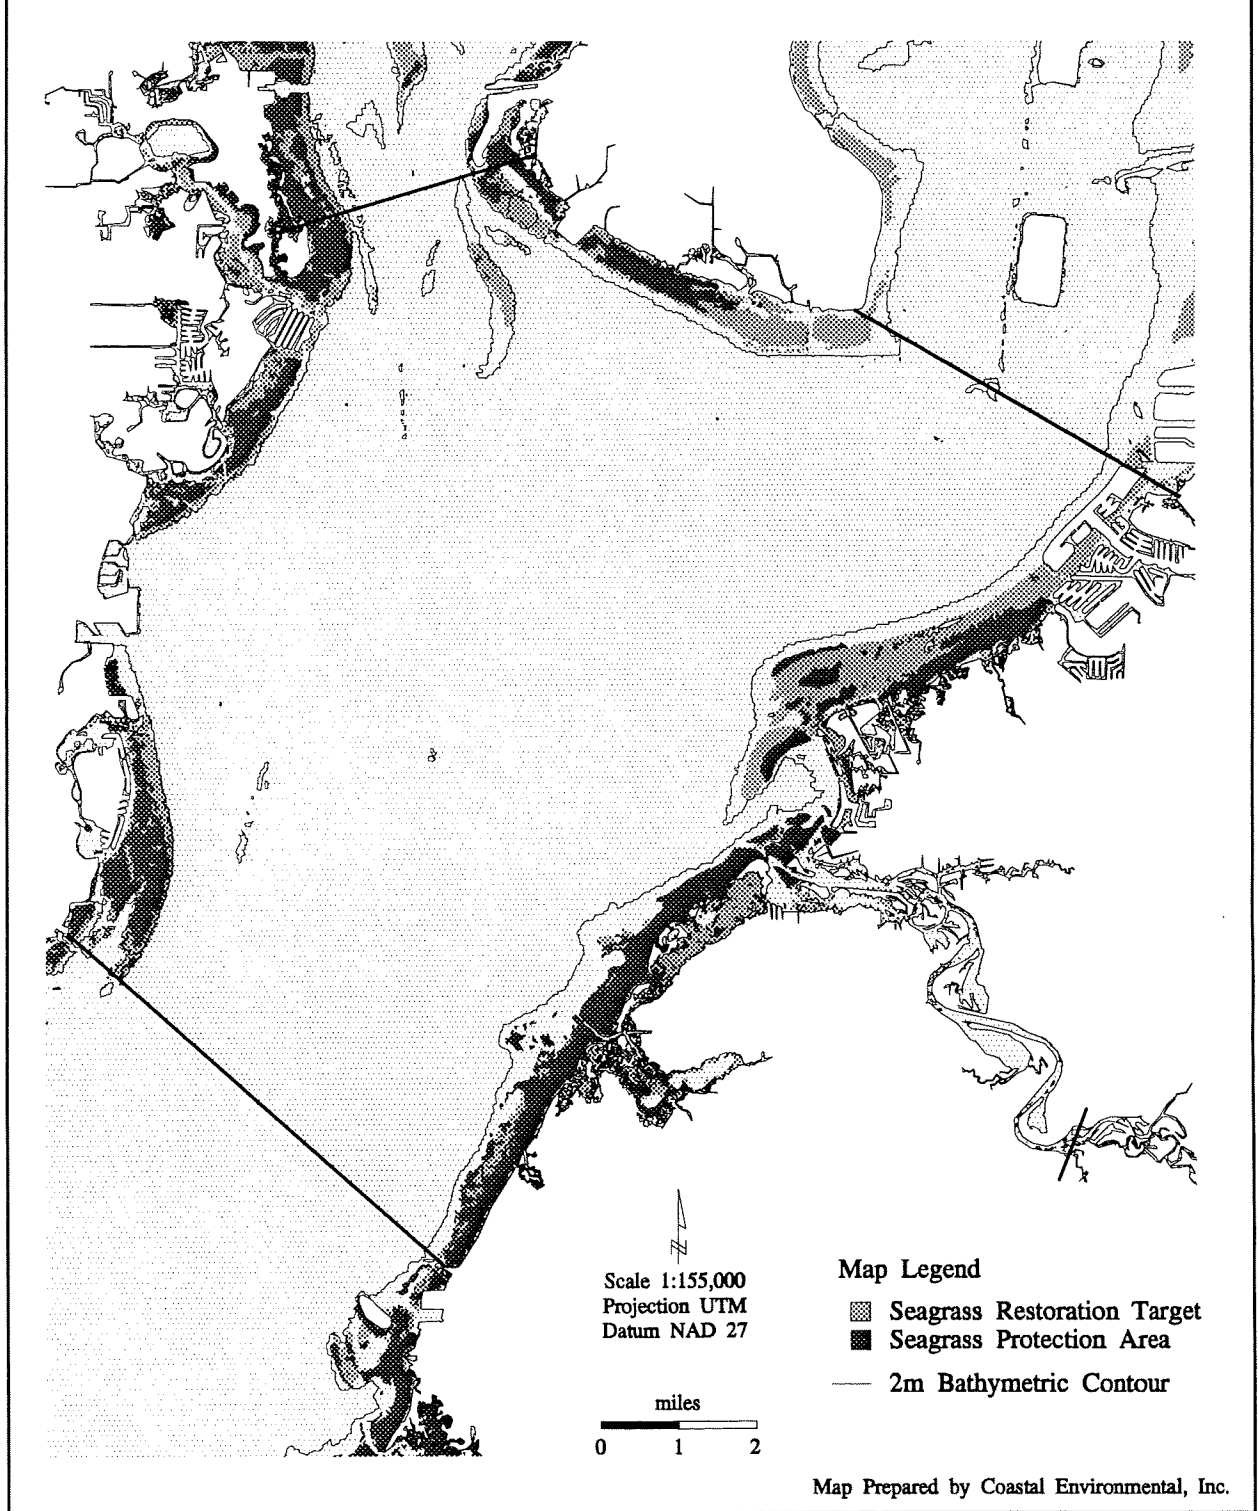 N
Scale 1:155,000
Projection UTM
Datum NAD 27
miles
0 1 2
Map Legend
Seagrass Restoration Target
Seagrass Protection Area
2m Bathymetric Contour
Map Prepared by Coastal Environmental, Inc.